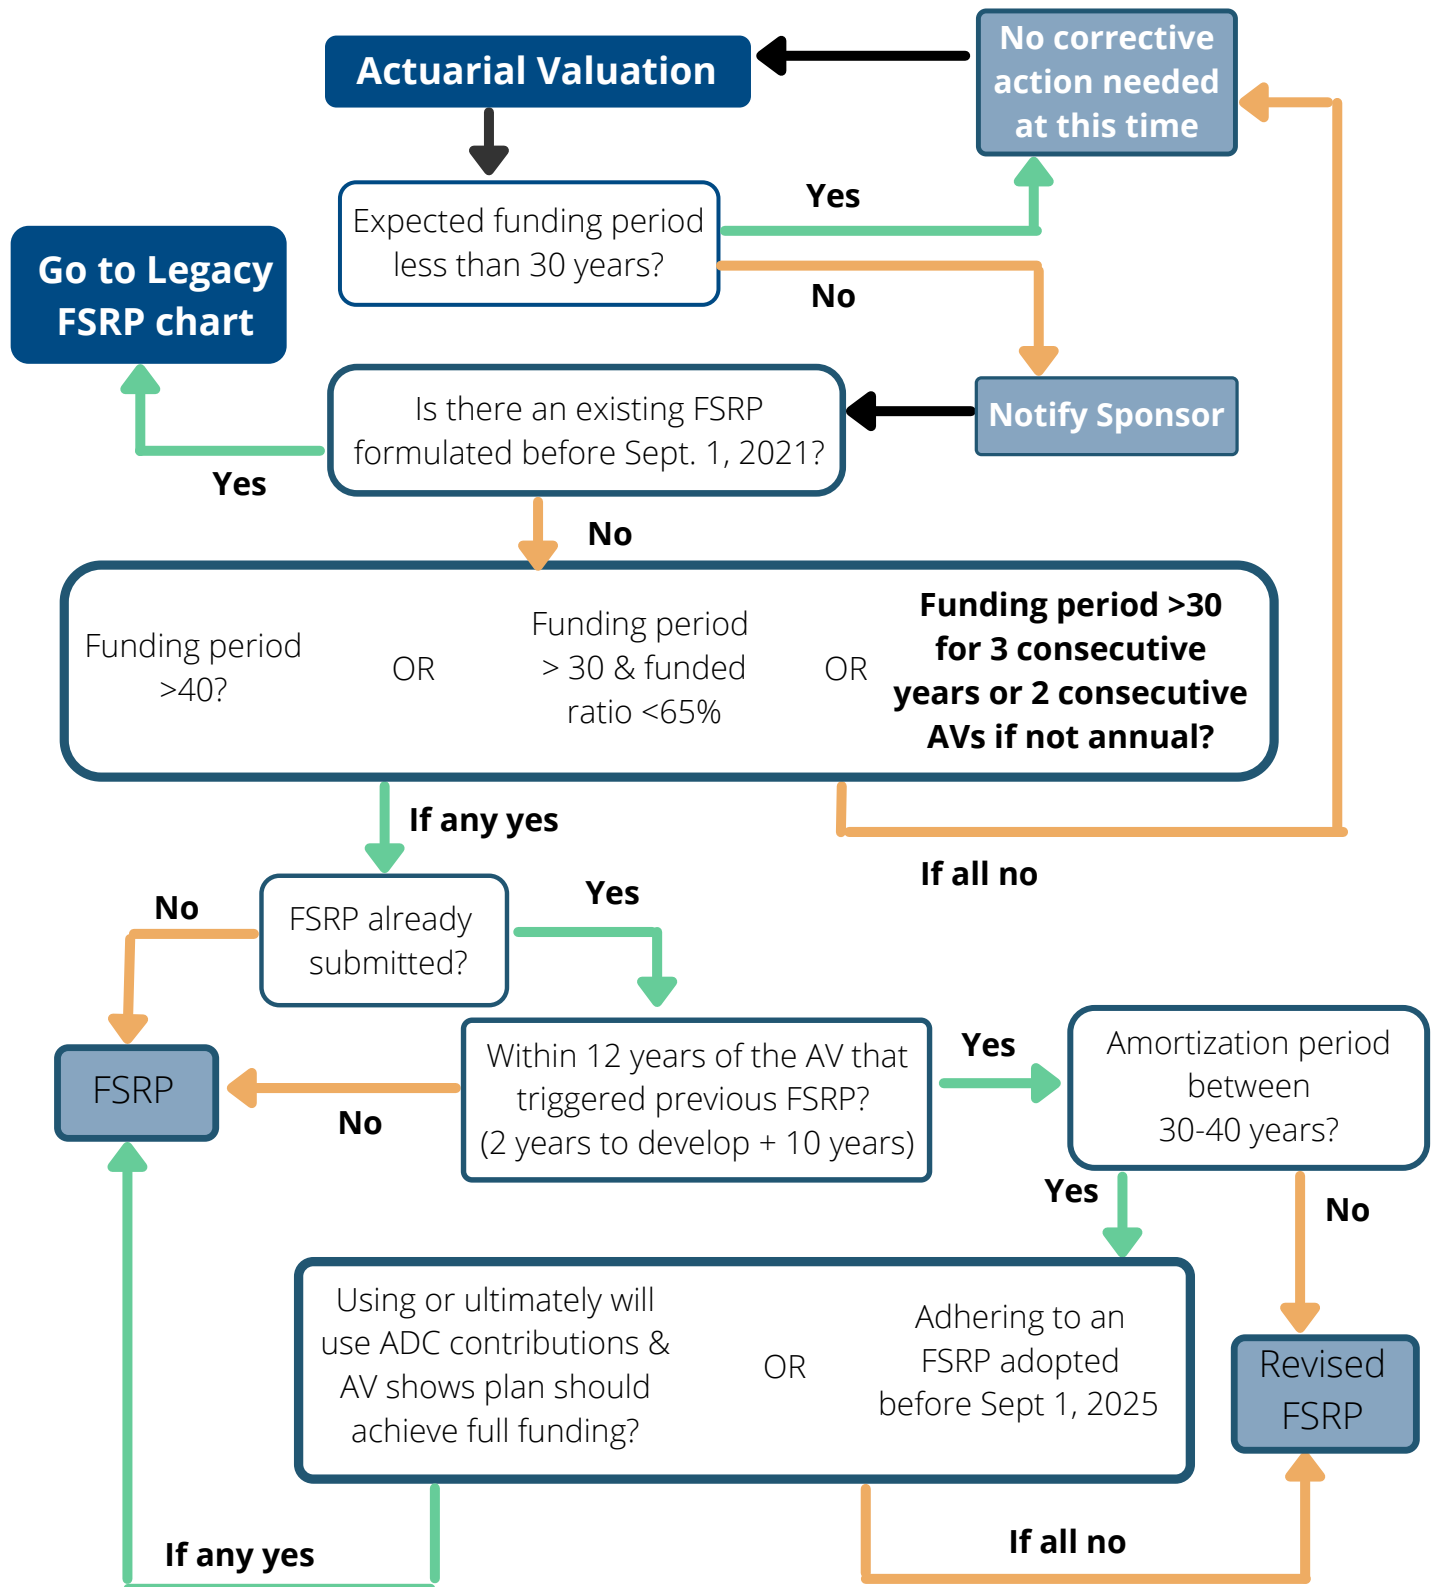 Actuarial Valuation
No corrective
action needed
at this time
Expected funding period
less than 30 years?
Yes
No
Go to Legacy
FSRP chart
Is there an existing FSRP
formulated before Sept. 1, 2021?
Notify Sponsor
Yes
No
Funding period
>40?
OR
Funding period
> 30 & funded
ratio <65%
OR
Funding period >30
for 3 consecutive
years or 2 consecutive
AVs if not annual?
If any yes
If all no
FSRP already
submitted?
No
Yes
FSRP
Within 12 years of the AV that
triggered previous FSRP?
(2 years to develop + 10 years)
No
Yes
Amortization period
between
30-40 years?
Yes
No
Using or ultimately will
use ADC contributions &
AV shows plan should
achieve full funding?
OR
Adhering to an
FSRP adopted
before Sept 1, 2025
Revised
FSRP
If any yes
If all no